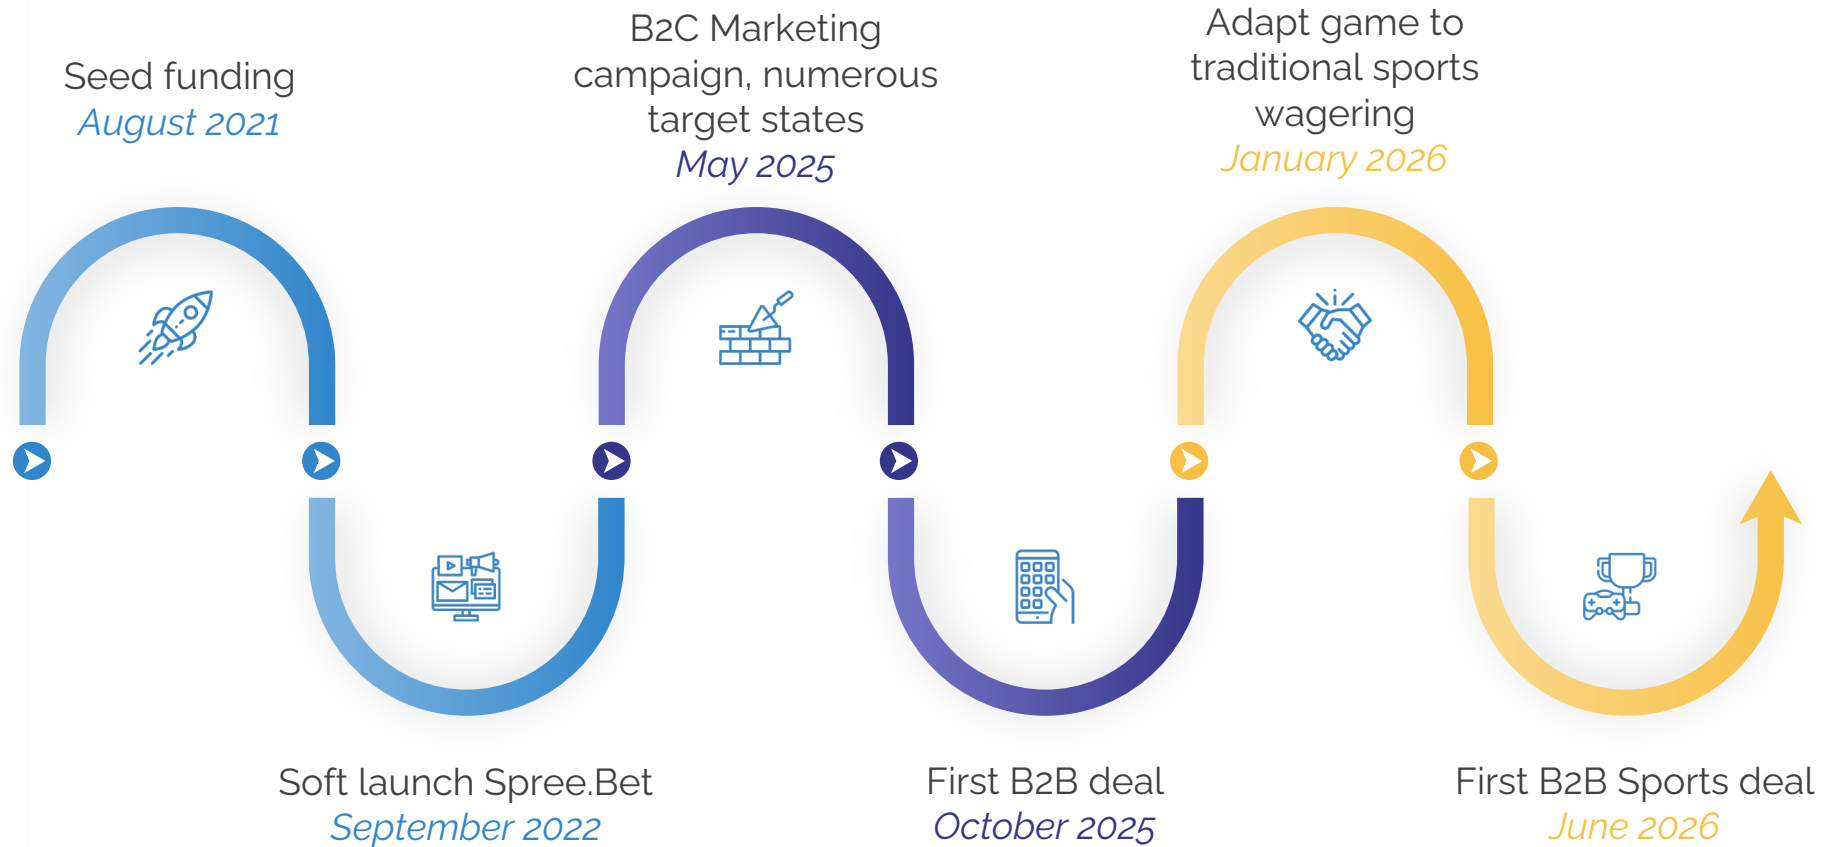 Seed funding
August 2021
Soft launch Spree.Bet
September 2022
B2C Marketing
campaign, numerous
target states
May 2025
First B2B deal
October 2025
Adapt game to
traditional sports
wagering
January 2026
First B2B Sports deal
June 2026